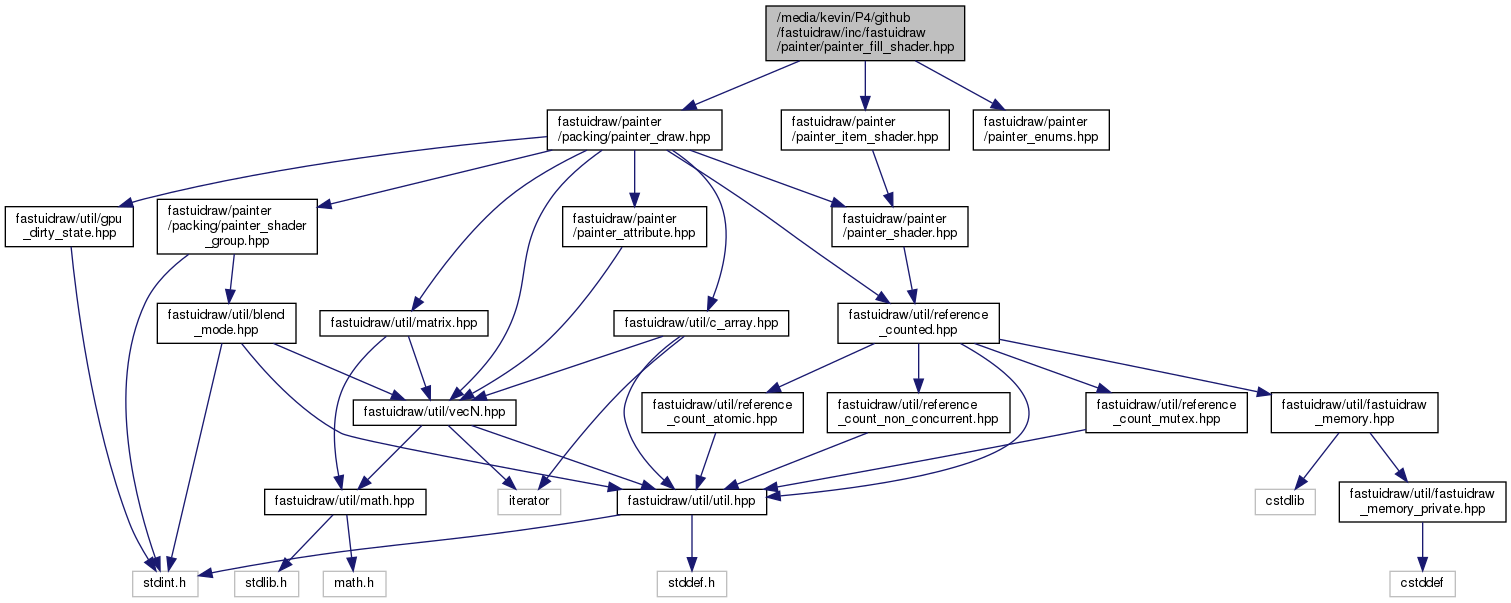 /media/kevin/P4/github
/fastuidraw/inc/fastuidraw
/painter/painter_fill_shader.hpp
fastuidraw/painter
/packing/painter_draw.hpp
fastuidraw/painter
/painter_item_shader.hpp
fastuidraw/painter
/painter_enums.hpp
fastuidraw/util/gpu
_dirty_state.hpp
fastuidraw/painter
/packing/painter_shader
_group.hpp
fastuidraw/painter
/painter_attribute.hpp
fastuidraw/painter
/painter_shader.hpp
fastuidraw/util/blend
_mode.hpp
fastuidraw/util/matrix.hpp
fastuidraw/util/c_array.hpp
fastuidraw/util/reference
_counted.hpp
fastuidraw/util/vecN.hpp
fastuidraw/util/reference
_count_atomic.hpp
fastuidraw/util/reference
_count_non_concurrent.hpp
fastuidraw/util/reference
_count_mutex.hpp
fastuidraw/util/fastuidraw
_memory.hpp
fastuidraw/util/math.hpp
iterator
fastuidraw/util/util.hpp
cstdlib
fastuidraw/util/fastuidraw
_memory_private.hpp
stdint.h
stdlib.h
math.h
stddef.h
cstddef